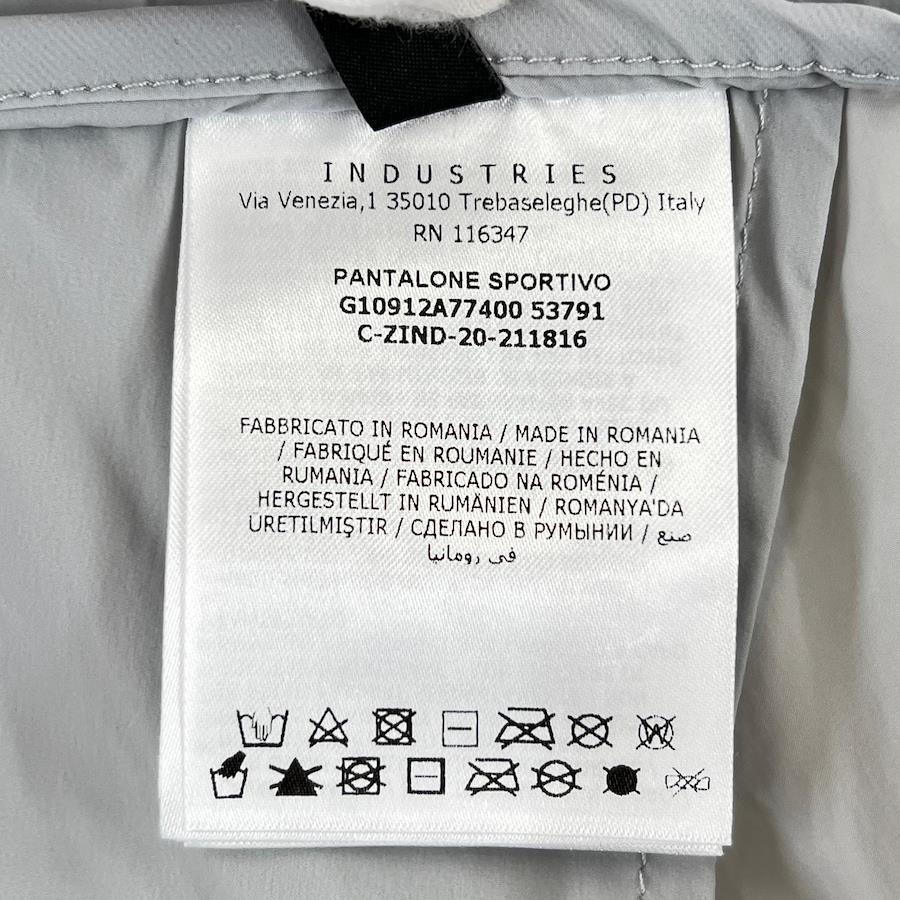 INDUSTRIES
Via Venezia,1 35010 Trebaseleghe(PD) Italy
RN 116347
PANTALONE SPORTIVO
G10912A77400 53791
C-ZIND-20-211816
FABBRICATO IN ROMANIA / MADE IN ROMANIA
/ FABRIQUÉ EN ROUMANIE / HECHO EN
RUMANIA / FABRICADO NA ROMÉNIA /
HERGESTELLT IN RUMÄNIEN / ROMANYA'DA
ÜRETILMIŞTIR / СДЕЛАНО В РУМЫНИИ / صنع
في رومانيا
W